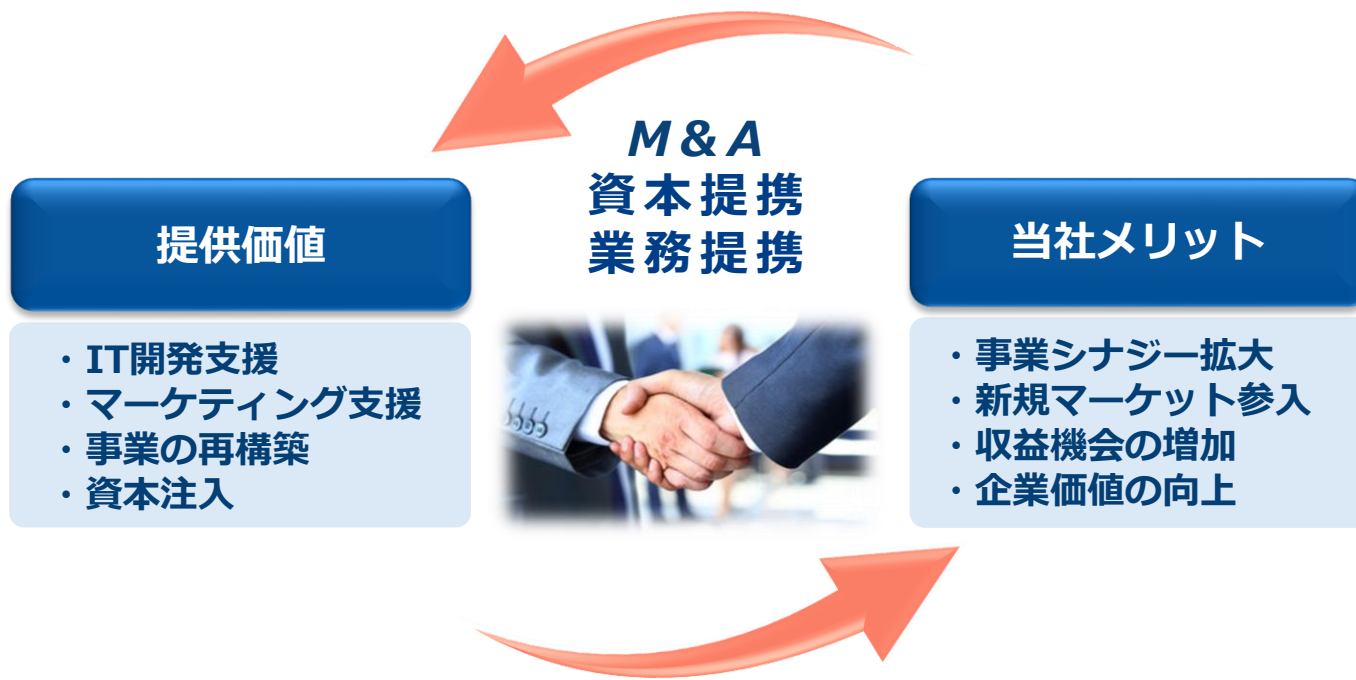 M&A
資本提携
業務提携
提供価値
・IT開発支援
・マーケティング支援
・事業の再構築
・資本注入
当社メリット
・事業シナジー拡大
・新規マーケット参入
・収益機会の増加
・企業価値の向上